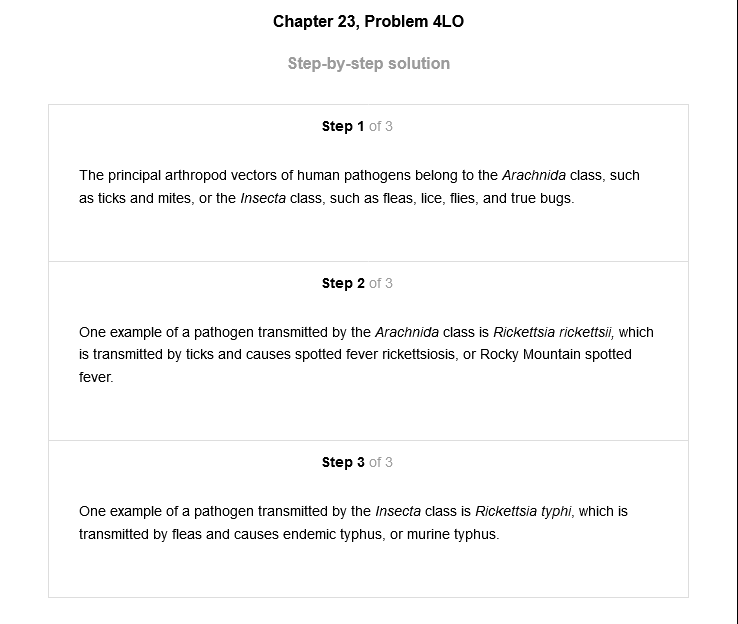 Chapter 23, Problem 4LO
Step-by-step solution
Step 1 of 3
The principal arthropod vectors of human pathogens belong to the Arachnida class, such
as ticks and mites, or the Insecta class, such as fleas, lice, flies, and true bugs.
Step 2 of 3
One example of a pathogen transmitted by the Arachnida class is Rickettsia rickettsii, which
is transmitted by ticks and causes spotted fever rickettsiosis, or Rocky Mountain spotted
fever.
Step 3 of 3
One example of a pathogen transmitted by the Insecta class is Rickettsia typhi, which is
transmitted by fleas and causes endemic typhus, or murine typhus.